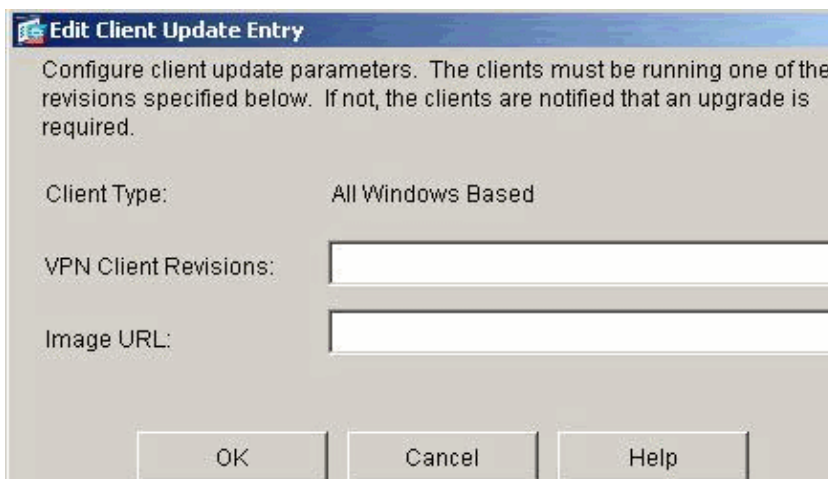 Edit Client Update Entry
Configure client update parameters. The clients must be running one of the
revisions specified below. If not, the clients are notified that an upgrade is
required.
Client Type: All Windows Based
VPN Client Revisions:
Image URL:
OK Cancel Help